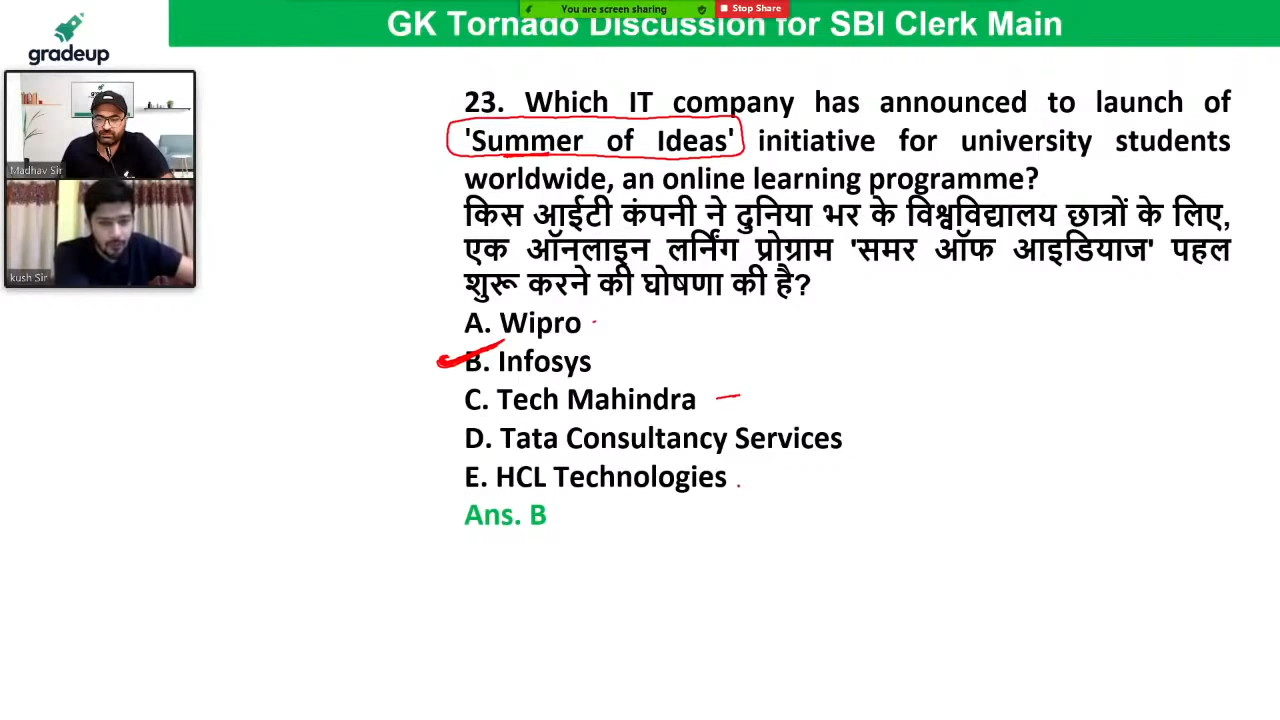 GK Tornado Discussion for SBI Clerk Main
You are screen sharing
Stop Share
gradeup
Madhav Sir
kush Sir
23. Which IT company has announced to launch of
'Summer of Ideas' initiative for university students
worldwide, an online learning programme?
किस आईटी कंपनी ने दुनिया भर के विश्वविद्यालय छात्रों के लिए,
एक ऑनलाइन लर्निंग प्रोग्राम 'समर ऑफ आइडियाज' पहल
शुरू करने की घोषणा की है?
A. Wipro
B. Infosys
C. Tech Mahindra
D. Tata Consultancy Services
E. HCL Technologies
Ans. B